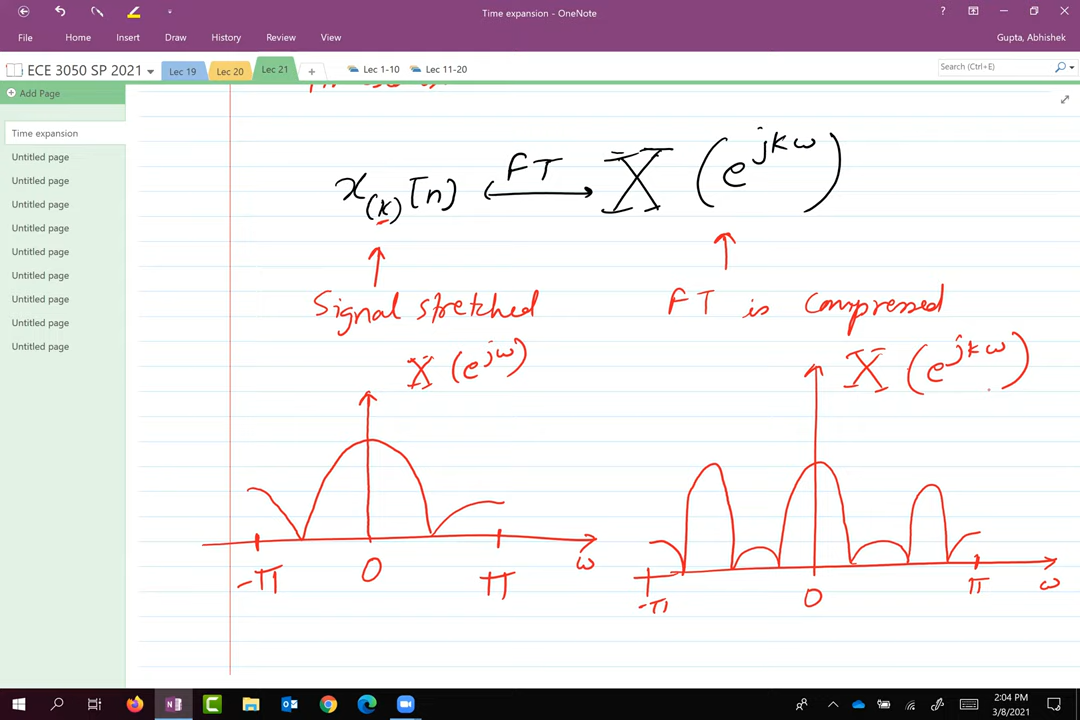 Time expansion - OneNote
File Home Insert Draw History Review View
Gupta, Abhishek
ECE 3050 SP 2021
Lec 19
Lec 20
Lec 21
Lec 1-10
Lec 11-20
Search (Ctrl+E)
Add Page
Time expansion
Untitled page
Untitled page
Untitled page
Untitled page
Untitled page
Untitled page
Untitled page
Untitled page
Untitled page
x(k)[n] FT X(e^{jkω})
Signal stretched
FT is compressed
X(e^{jω})
X(e^{jkω})
-π 0 π ω
-π 0 π ω
2:04 PM
3/8/2021